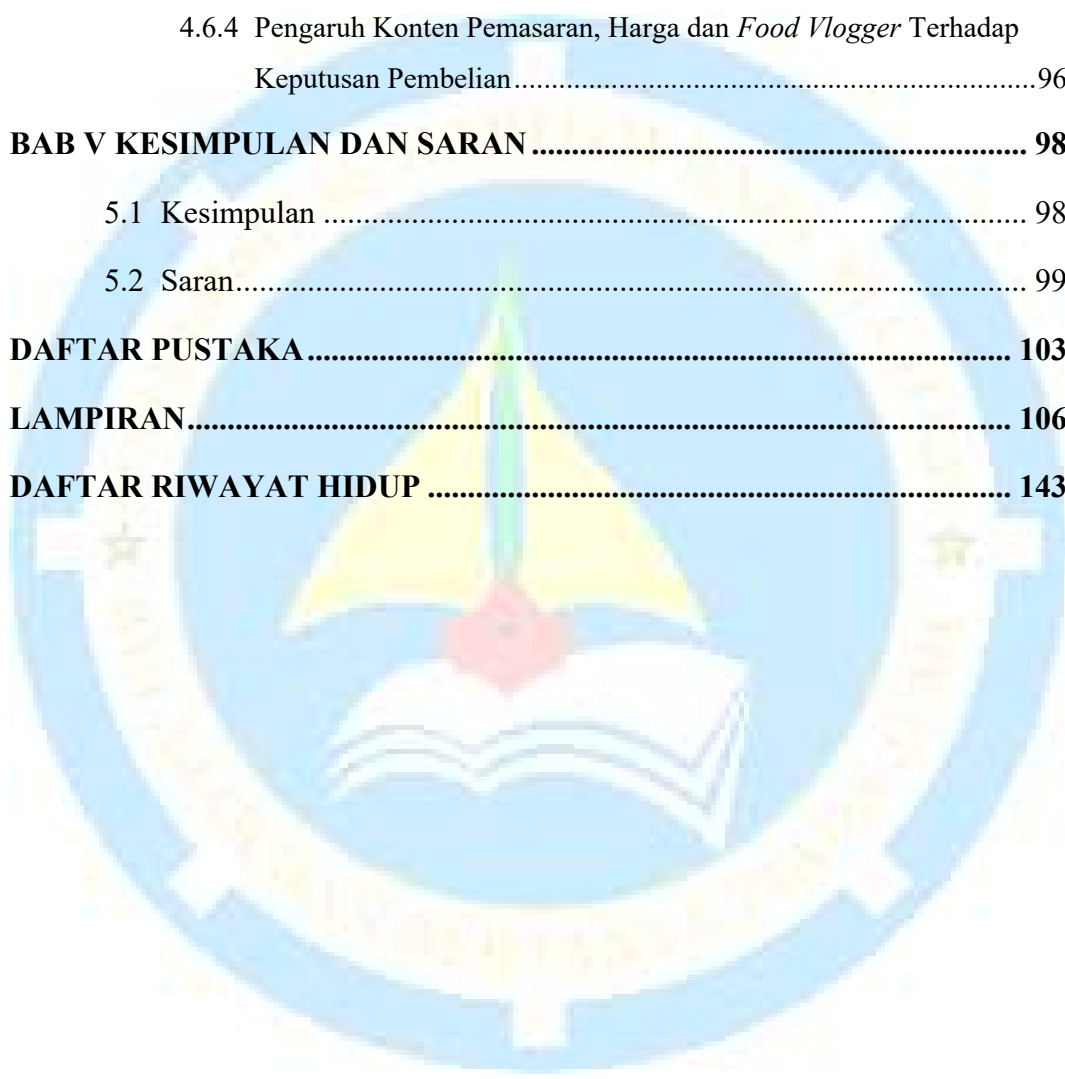 4.6.4 Pengaruh Konten Pemasaran, Harga dan Food Vlogger Terhadap
Keputusan Pembelian.....................................................................96
BAB V KESIMPULAN DAN SARAN ................................................................. 98
5.1 Kesimpulan ............................................................................................. 98
5.2 Saran......................................................................................................... 99
DAFTAR PUSTAKA.............................................................................................. 103
LAMPIRAN............................................................................................................. 106
DAFTAR RIWAYAT HIDUP .............................................................................. 143